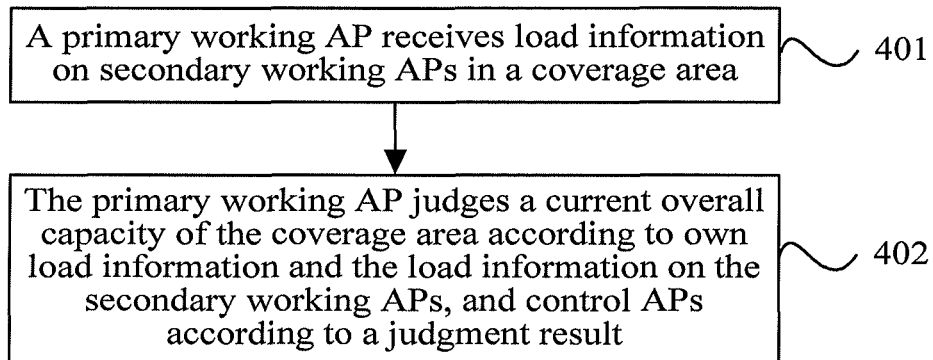 A primary working AP receives load information
on secondary working APs in a coverage area
401
The primary working AP judges a current overall
capacity of the coverage area according to own
load information and the load information on the
secondary working APs, and control APs
according to a judgment result
402